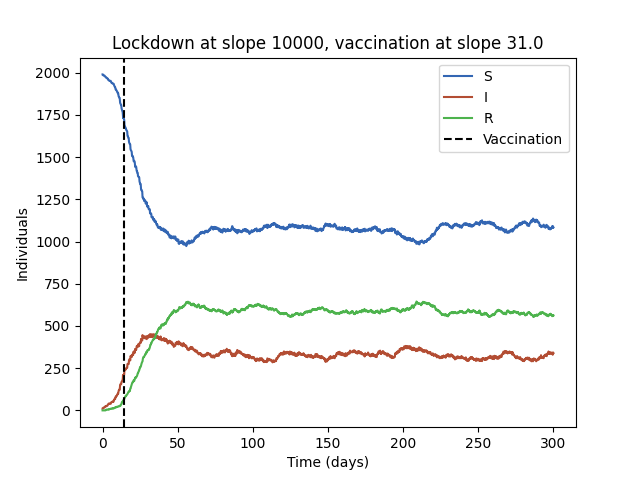 Lockdown at slope 10000, vaccination at slope 31.0
2000
1750
1500
1250
1000
750
500
250
0
Individuals
S
I
R
Vaccination
0 50 100 150 200 250 300
Time (days)